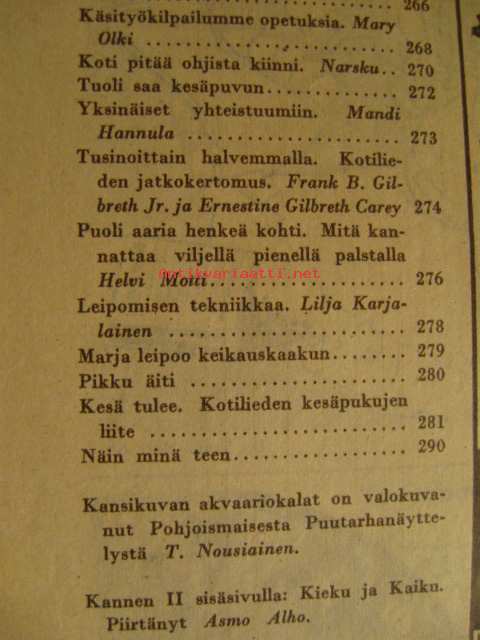 266
Käsityökilpailumme opetuksia. Mary
Olki .......................... 268
Koti pitää ohjista kiinni. Narsku.. 270
Tuoli saa kesäpuvun............. 272
Yksinäiset yhteistuumiin. Mandi
Hannula ..................... 273
Tusinoittain halvemmalla. Kotilie-
den jatkokertomus. Frank B. Gil-
breth Jr. ja Ernestine Gilbreth Carey 274
Puoli aaria henkeä kohti. Mitä kan-
nattaa viljellä pienellä palstalla
antikvariaatti.net
Helvi Motti.................... 276
Leipomisen tekniikkaa. Lilja Karja-
lainen ....................... 278
Marja leipoo keikauskaakun........ 279
Pikku äiti ..................... 280
Kesä tulee. Kotilieden kesäpukujen
liite ......................... 281
Näin minä teen.................. 290
Kansikuvan akvaariokalat on valokuva-
nut Pohjoismaisesta Puutarhanäytte-
lystä T. Nousiainen.
Kannen II sisäsivulla: Kieku ja Kaiku.
Piirtänyt Asmo Alho.